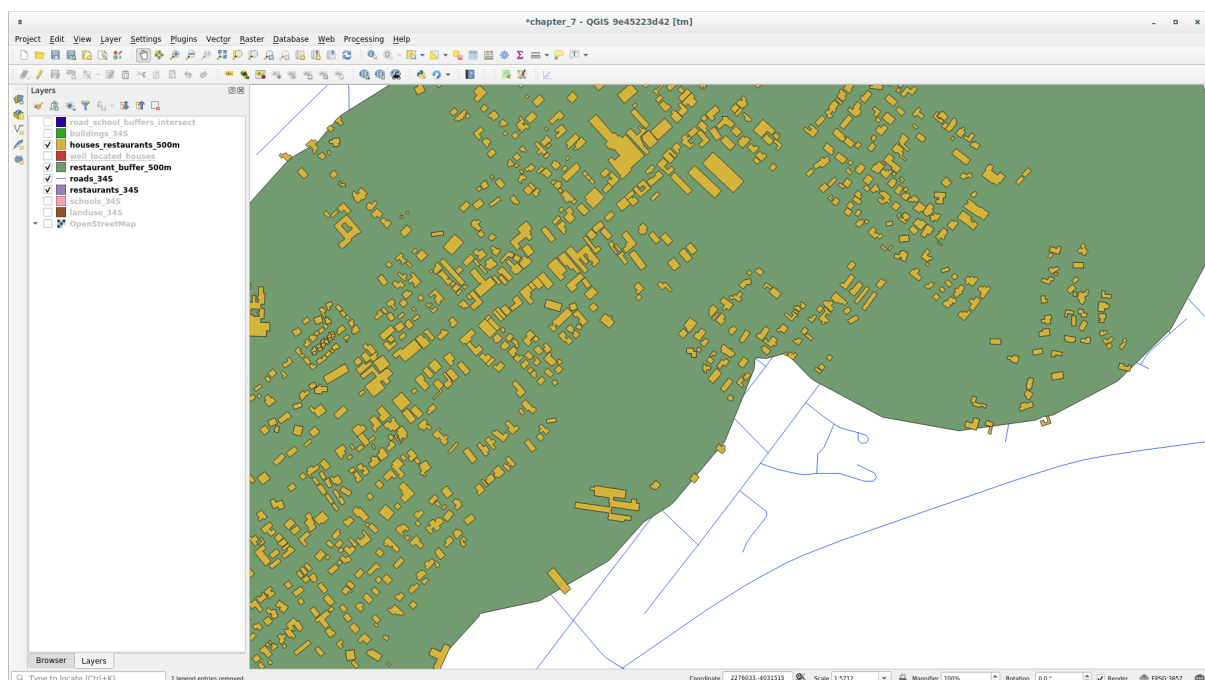 *chapter_7 - QGIS 9e45223d42 [tm]
Project Edit View Layer Settings Plugins Vector Raster Database Web Processing Help
Layers
road_school_buffers_intersect
buildings_34S
houses_restaurants_500m
well_located_houses
restaurant_buffer_500m
roads_34S
restaurants_34S
schools_34S
landuse_34S
OpenStreetMap
Browser Layers
Type to locate (Ctrl+K) 1 legend entries removed. Coordinate 2276033,-4031515 Scale 1:5712 Magnifier 100% Rotation 0.0 ° Render EPSG:3857